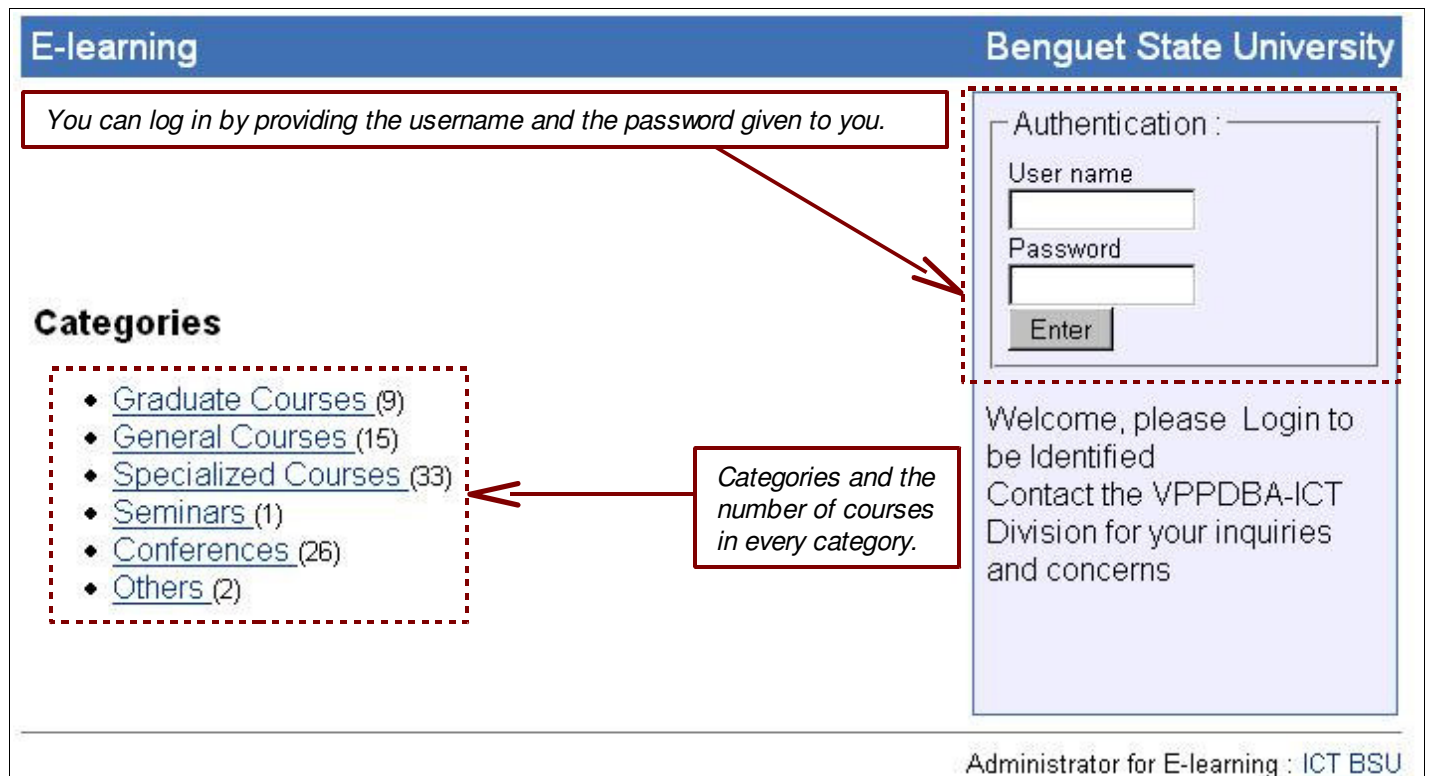 E-learning
Benguet State University
You can log in by providing the username and the password given to you.
Authentication :
User name
Password
Enter
Categories
Graduate Courses (9)
General Courses (15)
Specialized Courses (33)
Seminars (1)
Conferences (26)
Others (2)
Categories and the
number of courses
in every category.
Welcome, please Login to
be Identified
Contact the VPPDBA-ICT
Division for your inquiries
and concerns
Administrator for E-learning : ICT BSU